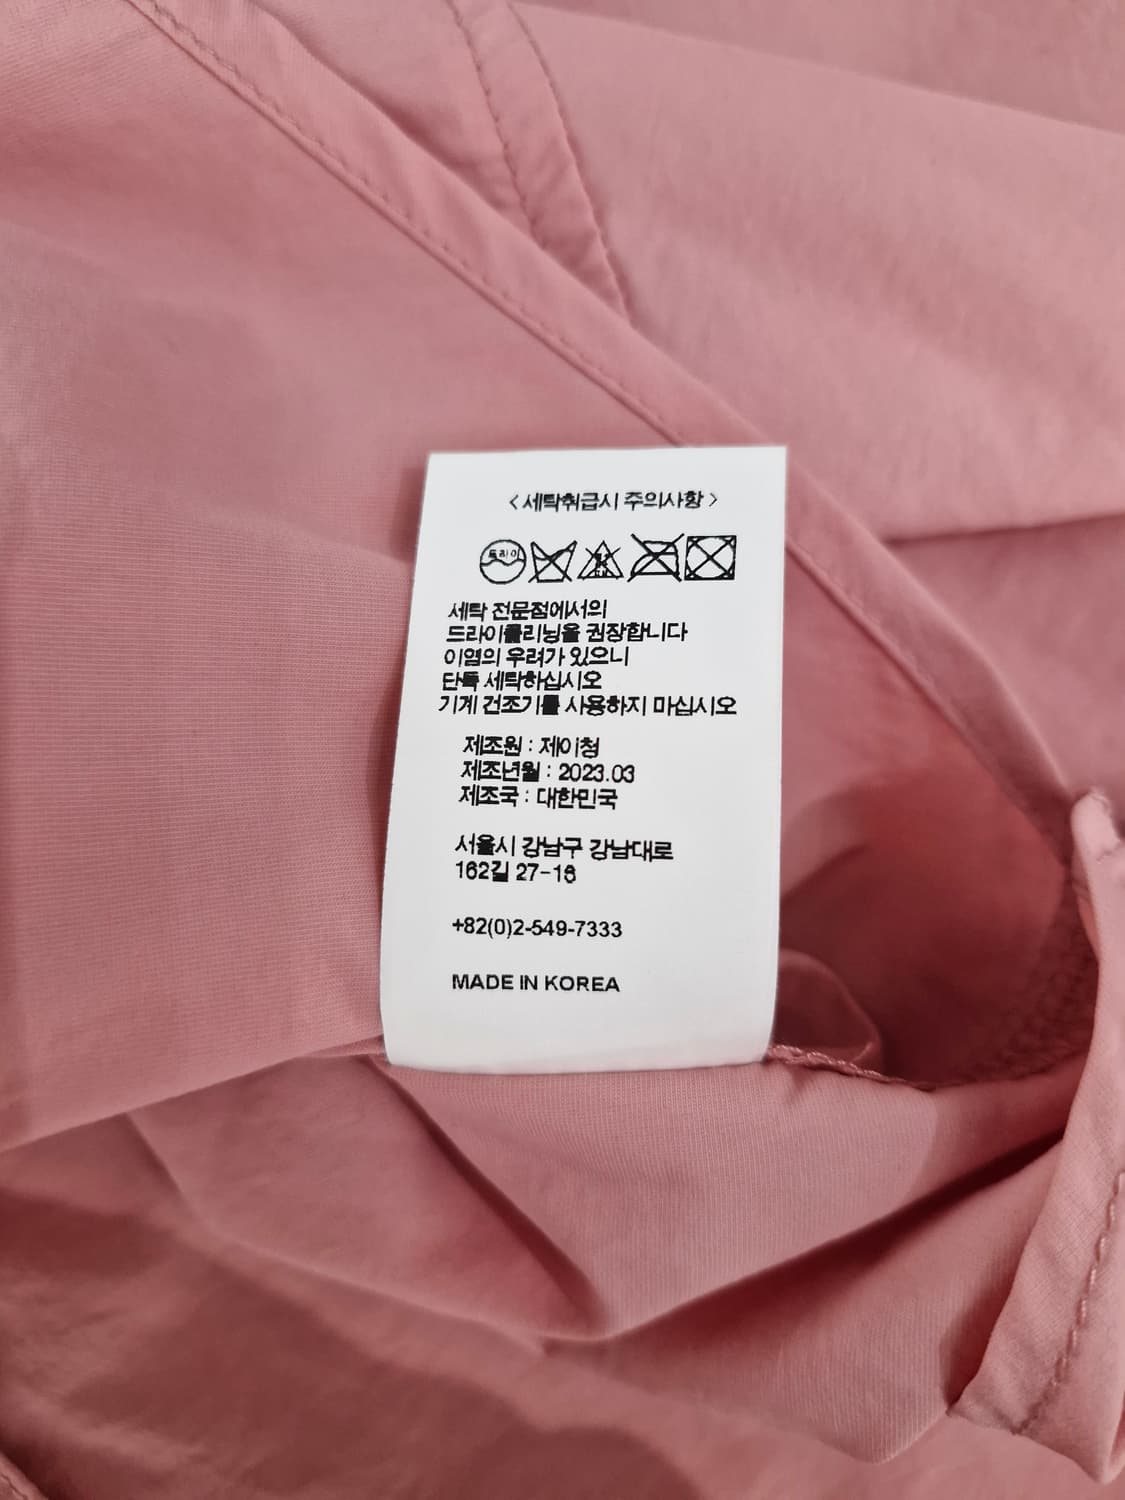 <세탁취급시 주의사항>
드라이
세탁 전문점에서의
드라이클리닝을 권장합니다
이염의 우려가 있으니
단독 세탁하십시오
기계 건조기를 사용하지 마십시오
제조원 : 제이청
제조년월 : 2023.03
제조국 : 대한민국
서울시 강남구 강남대로
162길 27-18
+82(0)2-549-7333
MADE IN KOREA